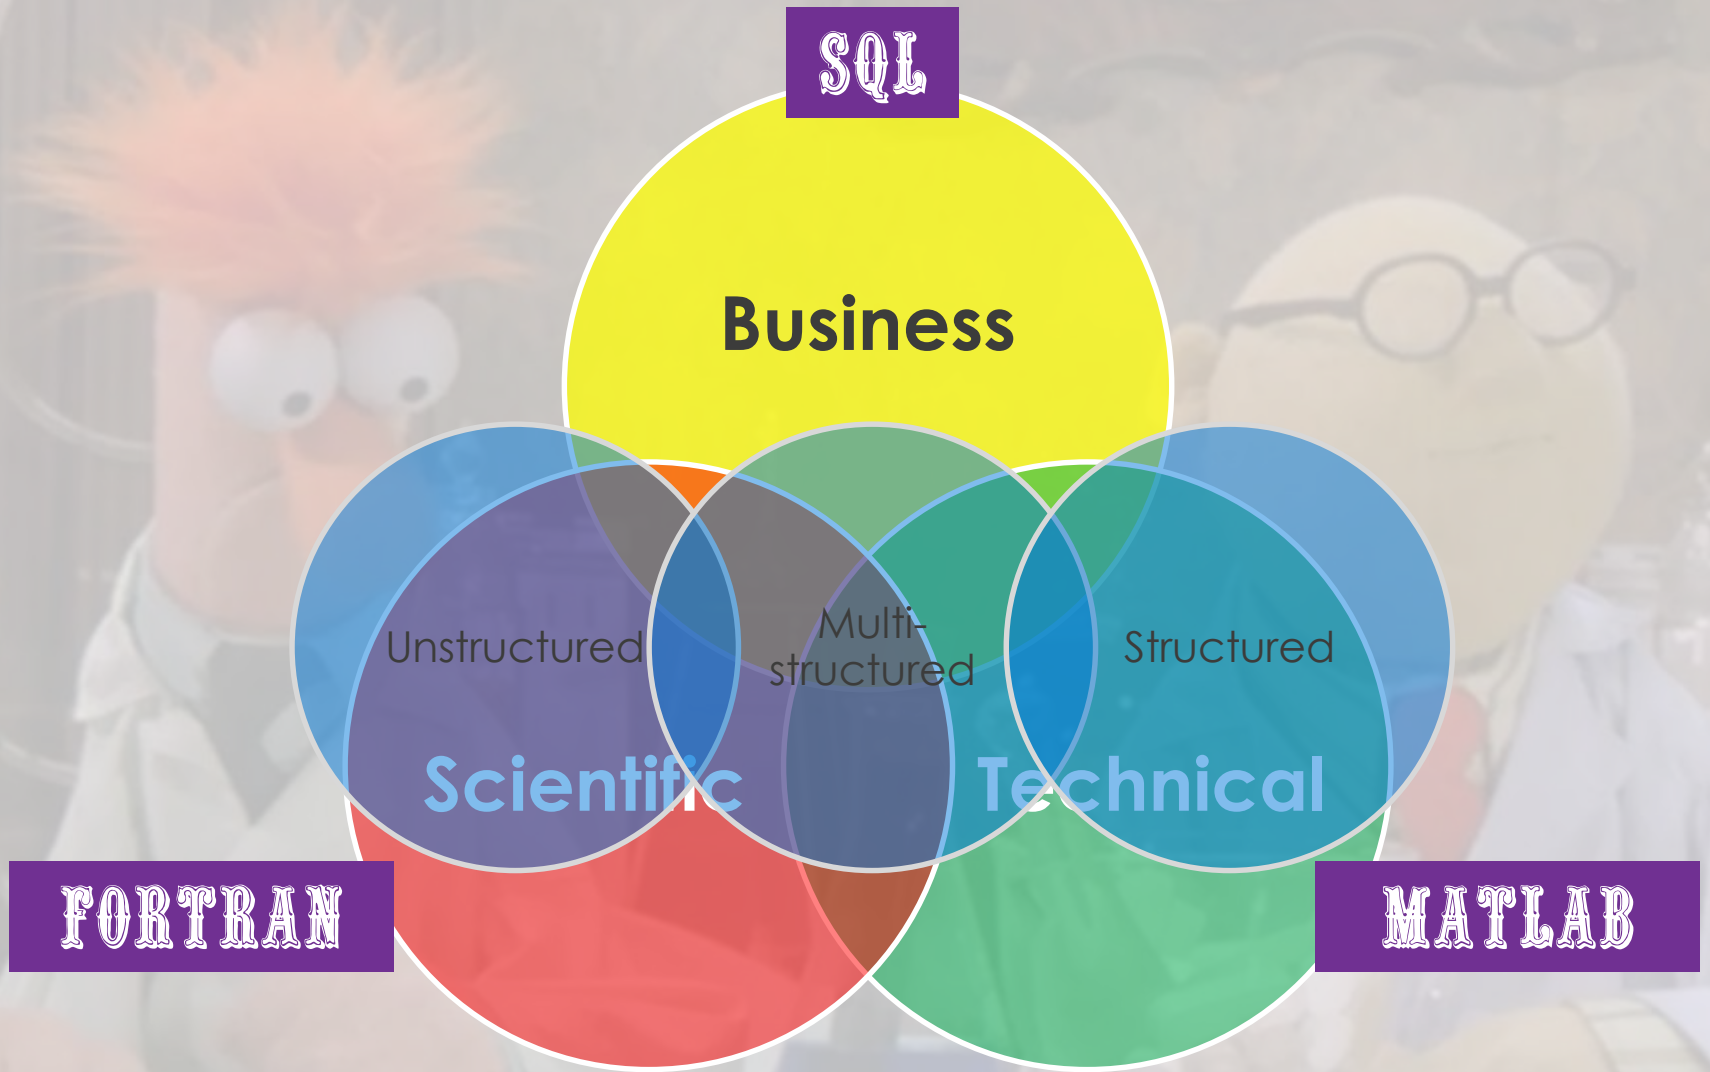 SQL
Business
Unstructured
Multi-
structured
Structured
Scientific
Technical
FORTRAN
MATLAB